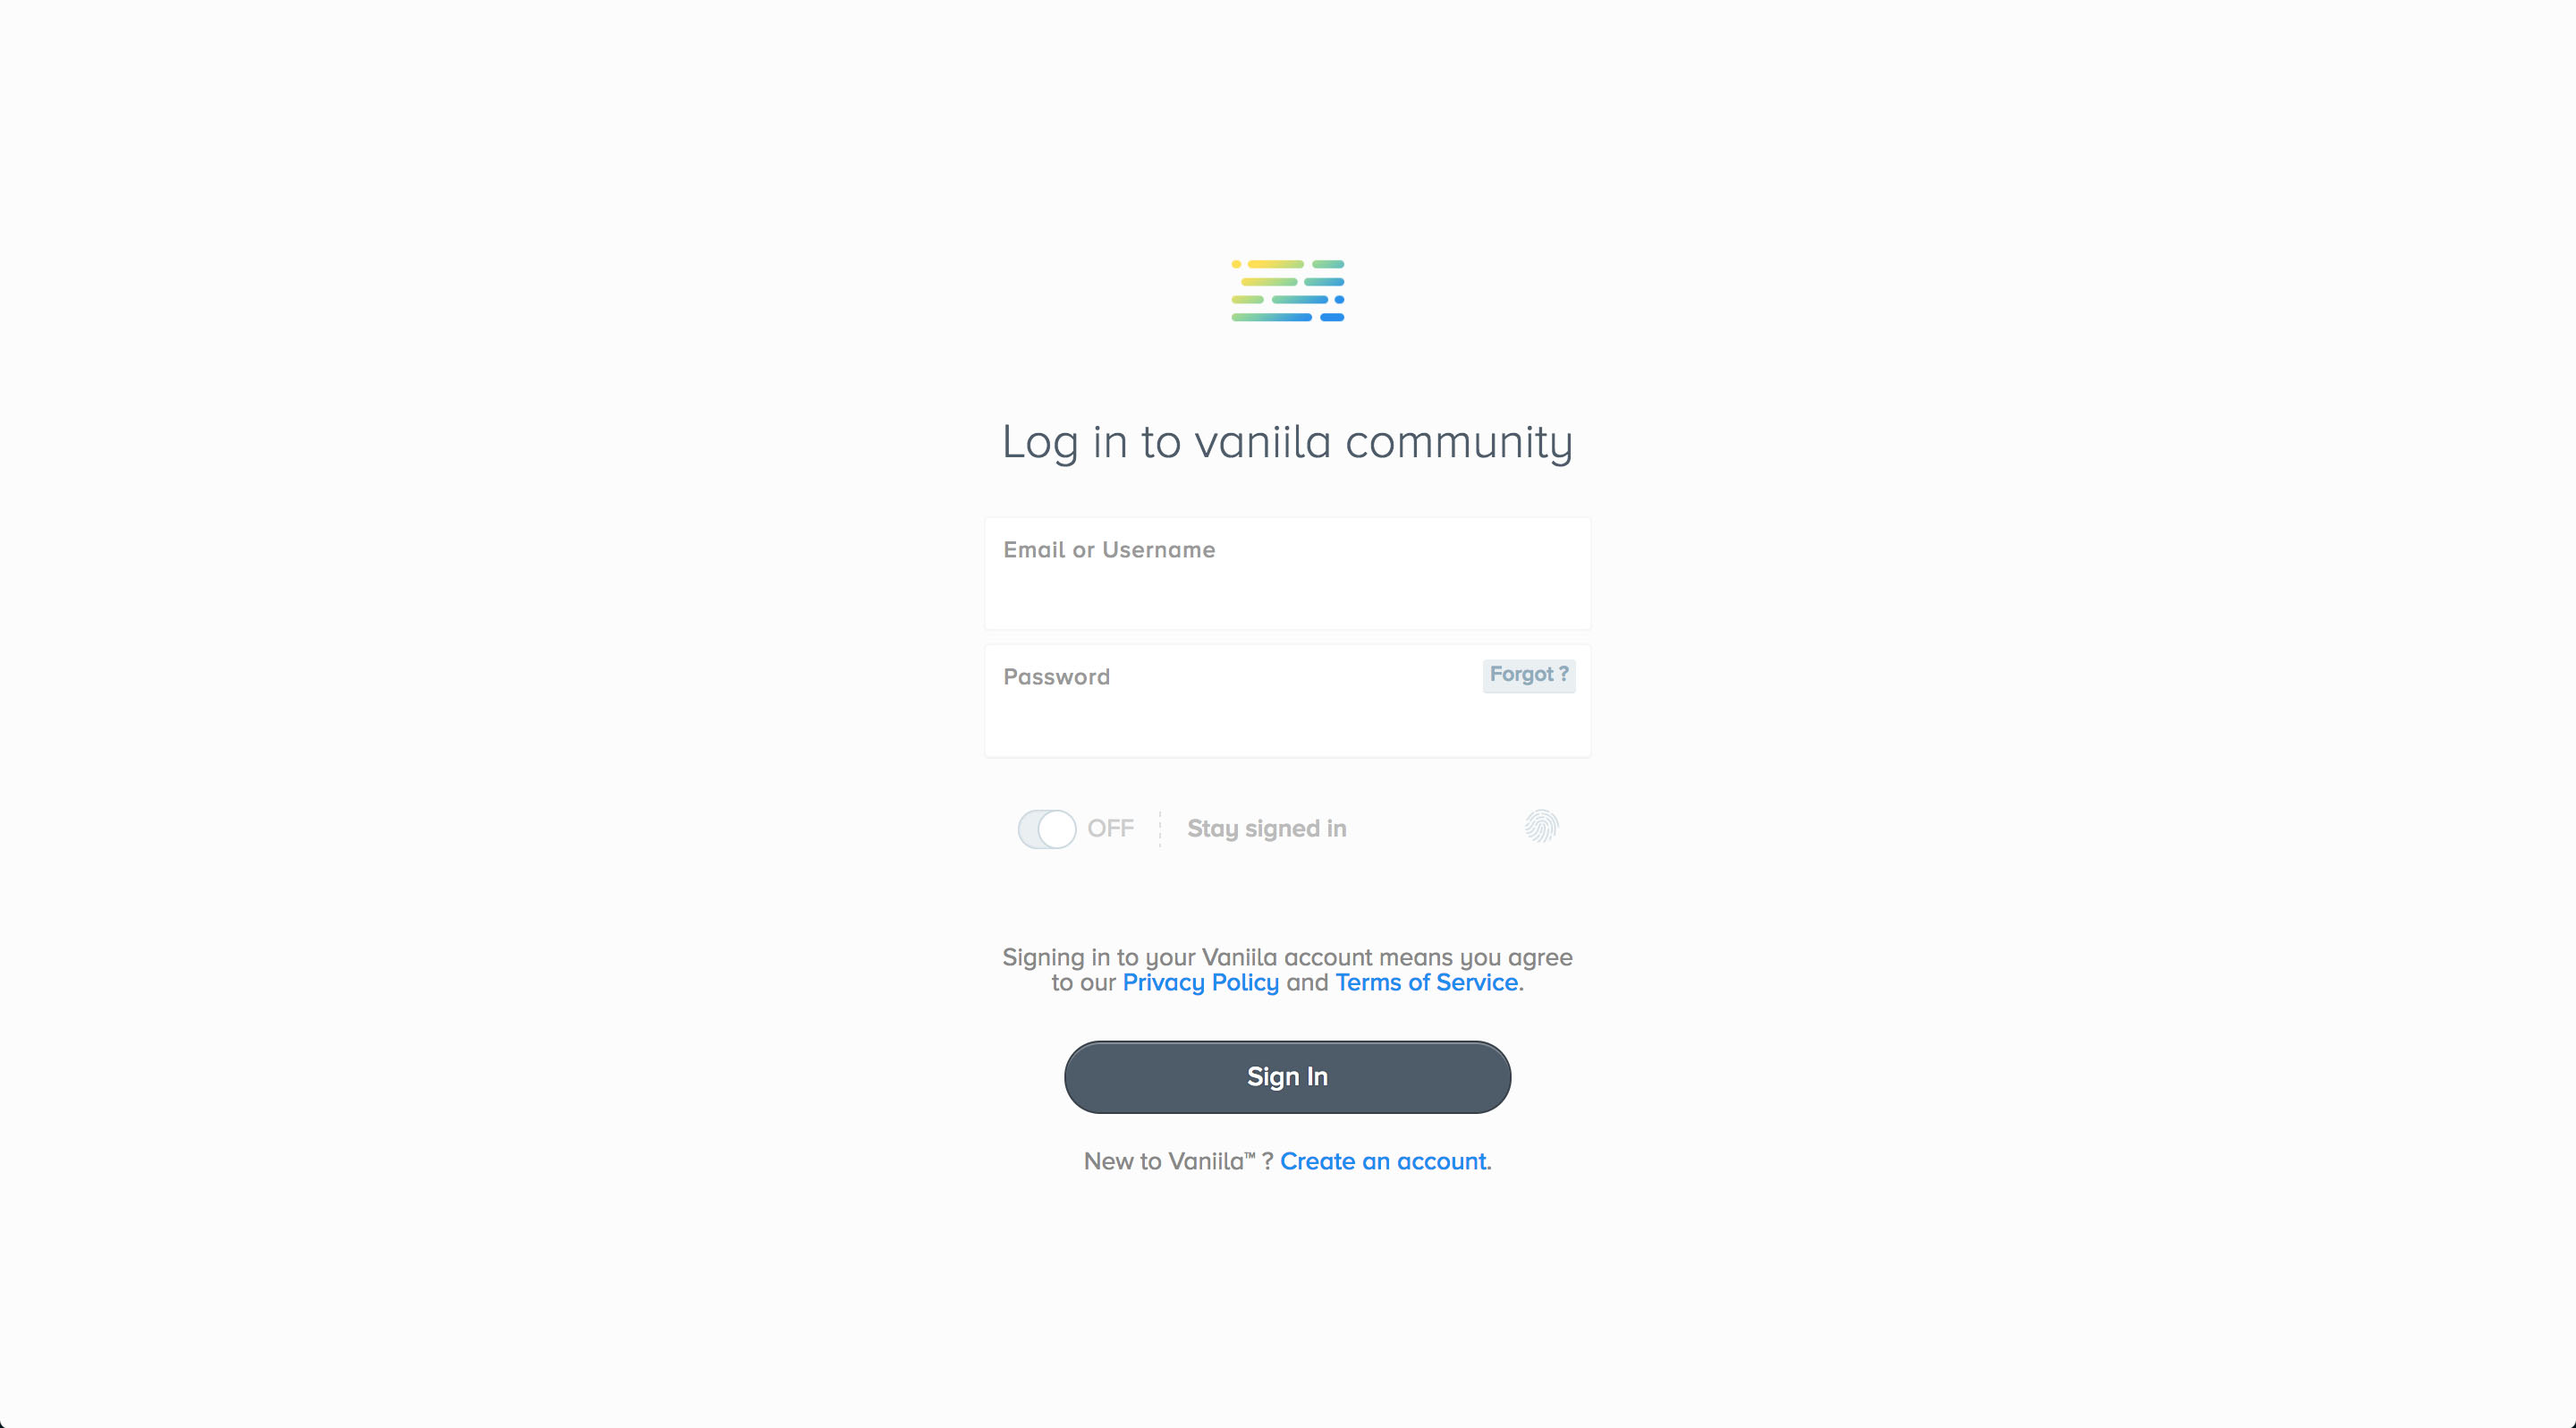 Log in to vaniila community
Email or Username
Password
Forgot ?
OFF
Stay signed in
Signing in to your Vaniila account means you agree
to our Privacy Policy and Terms of Service.
Sign In
New to Vaniila™ ? Create an account.